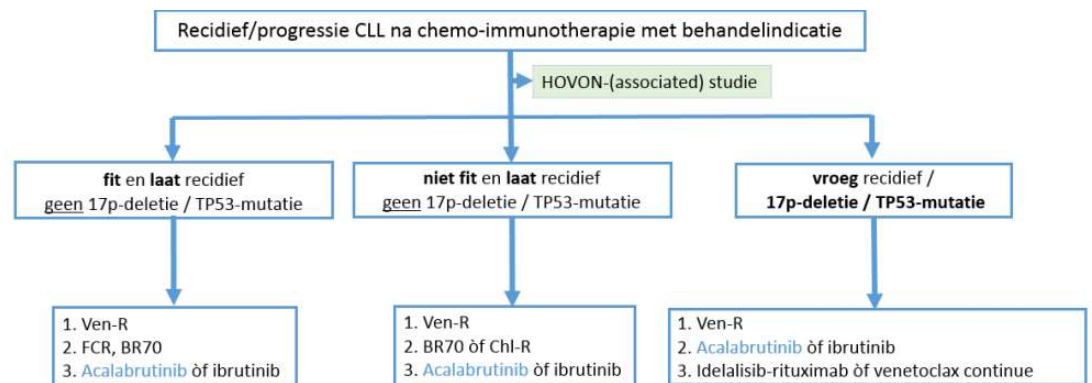 Recidief/progressie CLL na chemo-immunotherapie met behandelindicatie
HOVON-(associated) studie
fit en laat recidief
geen 17p-deletie / TP53-mutatie
niet fit en laat recidief
geen 17p-deletie / TP53-mutatie
vroeg recidief /
17p-deletie / TP53-mutatie
1. Ven-R
2. FCR, BR70
3. Acalabrutinib òf ibrutinib
1. Ven-R
2. BR70 òf Chl-R
3. Acalabrutinib òf ibrutinib
1. Ven-R
2. Acalabrutinib òf ibrutinib
3. Idelalisib-rituximab òf venetoclax continue